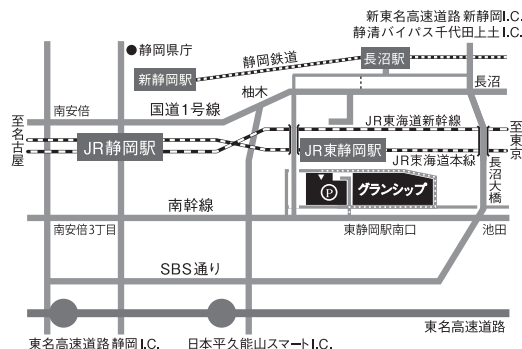 新東名高速道路 新静岡I.C.
静清バイパス千代田上土I.C.
●静岡県庁
静岡鉄道
長沼駅
新静岡駅
柚木
長沼
南安倍
国道1号線
至名古屋
JR静岡駅
JR東海道新幹線
至東京
JR東静岡駅
JR東海道本線
長沼大橋
P
グランシップ
南幹線
南安倍3丁目
東静岡駅南口
池田
SBS通り
東名高速道路
東名高速道路 静岡I.C.
日本平久能山スマートI.C.